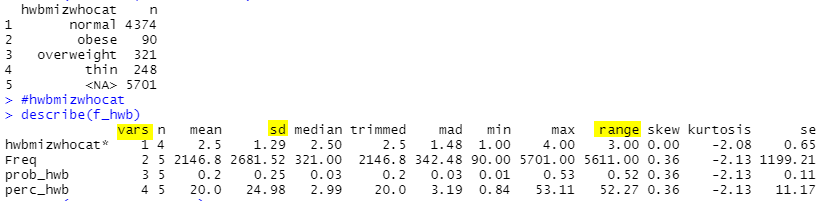 hwbmizwhocat n
1 normal 4374
2 obese 90
3 overweight 321
4 thin 248
5 <NA> 5701
> #hwbmizwhocat
> describe(f_hwb)
vars n mean sd median trimmed mad min max range skew kurtosis se
hwbmizwhocat* 1 4 2.5 1.29 2.50 2.5 1.48 1.00 4.00 3.00 0.00 -2.08 0.65
Freq 2 5 2146.8 2681.52 321.00 2146.8 342.48 90.00 5701.00 5611.00 0.36 -2.13 1199.21
prob_hwb 3 5 0.2 0.25 0.03 0.2 0.03 0.01 0.53 0.52 0.36 -2.13 0.11
perc_hwb 4 5 20.0 24.98 2.99 20.0 3.19 0.84 53.11 52.27 0.36 -2.13 11.17